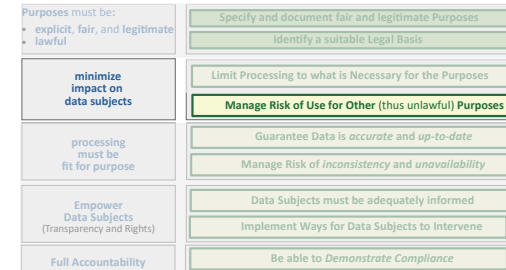 Purposes must be:
• explicit, fair, and legitimate
• lawful
Specify and document fair and legitimate Purposes
Identify a suitable Legal Basis
minimize
impact on
data subjects
Limit Processing to what is Necessary for the Purposes
Manage Risk of Use for Other (thus unlawful) Purposes
processing
must be
fit for purpose
Guarantee Data is accurate and up-to-date
Manage Risk of inconsistency and unavailability
Empower
Data Subjects
(Transparency and Rights)
Data Subjects must be adequately informed
Implement Ways for Data Subjects to Intervene
Full Accountability
Be able to Demonstrate Compliance